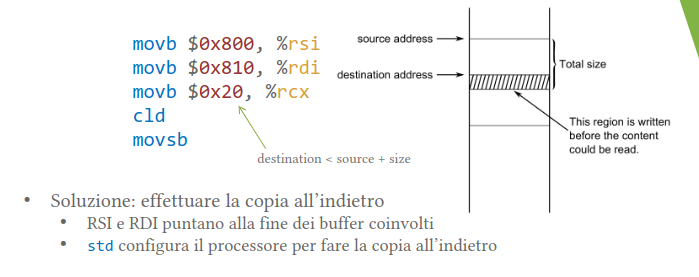 movb $0x800, %rsi
movb $0x810, %rdi
movb $0x20, %rcx
cld
movsb
destination < source + size
source address
destination address
Total size
This region is written
before the content
could be read.
• Soluzione: effettuare la copia all’indietro
• RSI e RDI puntano alla fine dei buffer coinvolti
• std configura il processore per fare la copia all’indietro